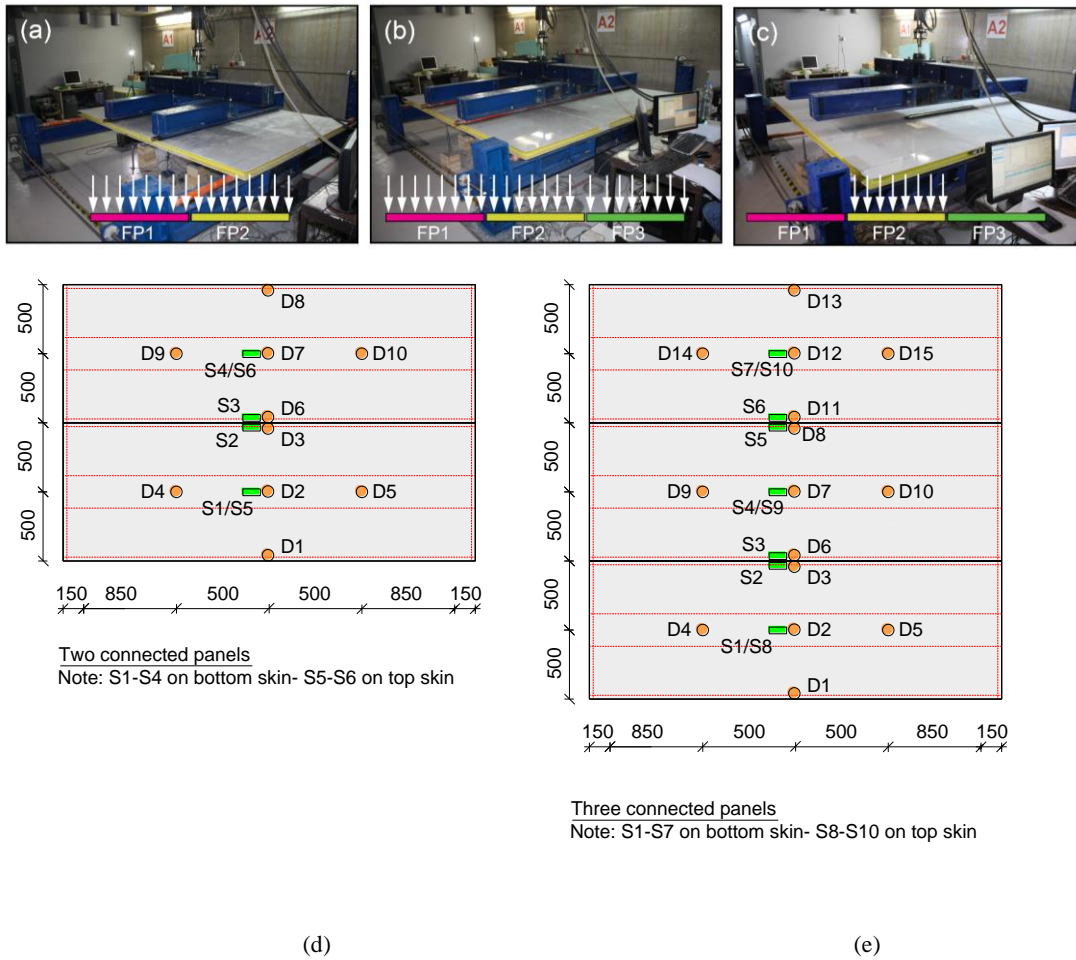 (a)
A1
A2
FP1
FP2
(b)
A1
A2
FP1
FP2
FP3
(c)
A1
A2
FP1
FP2
FP3
D8
500
D9
D7
D10
S4/S6
500
S3
D6
S2
D3
500
D4
D2
D5
S1/S5
500
D1
150 850 500 500 850 150
Two connected panels
Note: S1-S4 on bottom skin- S5-S6 on top skin
(d)
D13
500
D14
D12
D15
S7/S10
500
S6
D11
S5
D8
500
D9
D7
D10
S4/S9
500
S3
D6
S2
D3
500
D4
D2
D5
S1/S8
500
D1
150 850 500 500 850 150
Three connected panels
Note: S1-S7 on bottom skin- S8-S10 on top skin
(e)